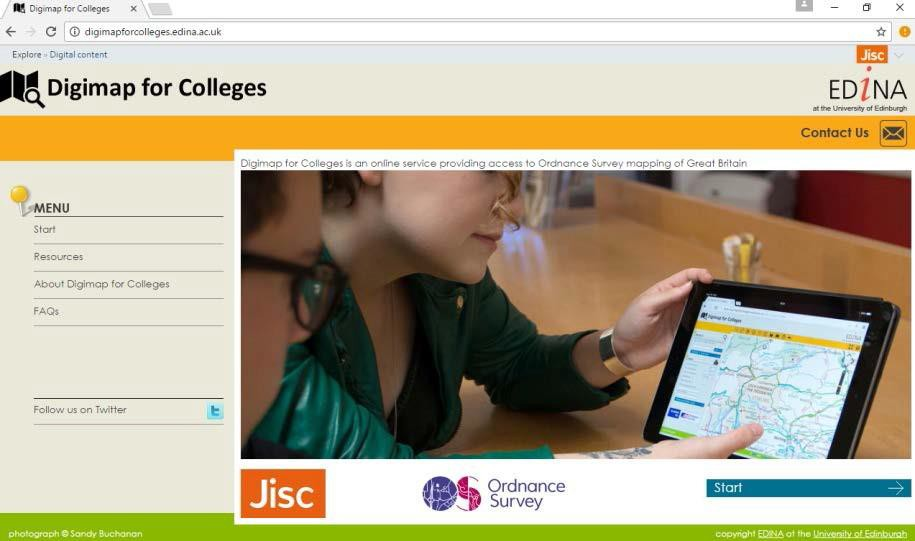 Digimap for Colleges
digimapforcolleges.edina.ac.uk
Explore » Digital content
Jisc
Digimap for Colleges
EDINA
at the University of Edinburgh
Contact Us
Digimap for Colleges is an online service providing access to Ordnance Survey mapping of Great Britain
MENU
Start
Resources
About Digimap for Colleges
FAQs
Follow us on Twitter
Digimap for Colleges
EDINA
Jisc
Ordnance
Survey
Start
photograph © Sandy Buchanan
copyright EDINA at the University of Edinburgh